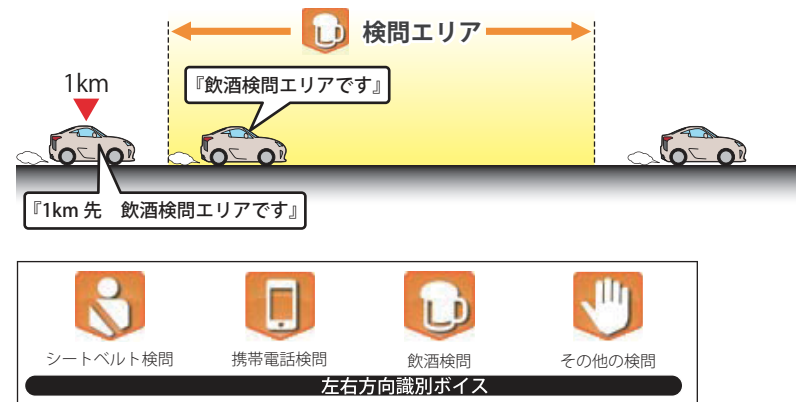 検問エリア
1km
『飲酒検問エリアです』
『1km 先　飲酒検問エリアです』
シートベルト検問
携帯電話検問
飲酒検問
その他の検問
左右方向識別ボイス